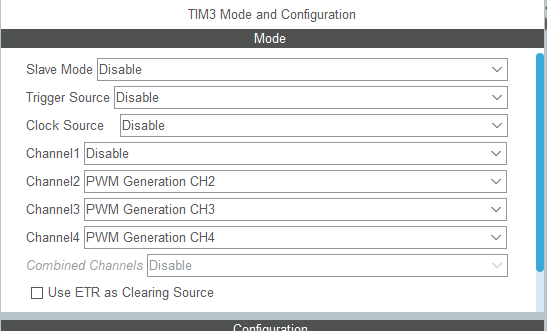 TIM3 Mode and Configuration
Mode
Slave Mode Disable
Trigger Source Disable
Clock Source Disable
Channel1 Disable
Channel2 PWM Generation CH2
Channel3 PWM Generation CH3
Channel4 PWM Generation CH4
Combined Channels Disable
Use ETR as Clearing Source
Configuration